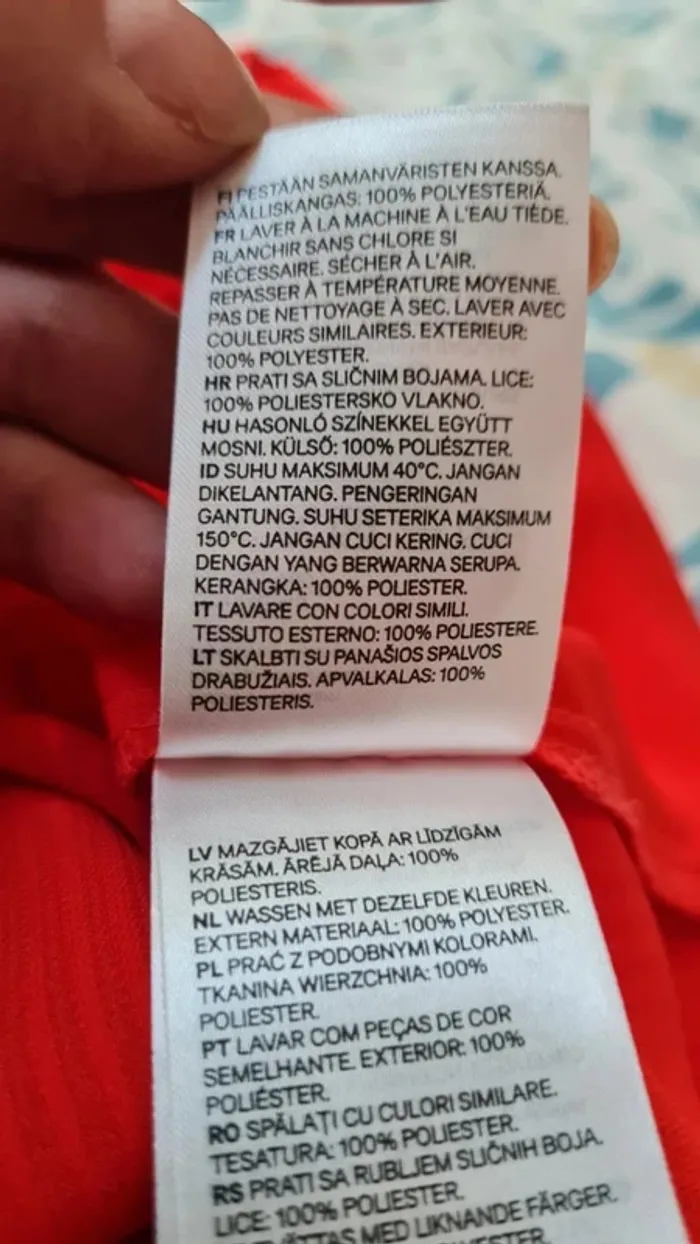 FI PESTÄÄN SAMANVÄRISTEN KANSSA.
PÄÄLLISKANGAS: 100% POLYESTERIÄ.
FR LAVER À LA MACHINE À L'EAU TIÈDE.
BLANCHIR SANS CHLORE SI
NÉCESSAIRE. SÉCHER À L'AIR.
REPASSER À TEMPÉRATURE MOYENNE.
PAS DE NETTOYAGE À SEC. LAVER AVEC
COULEURS SIMILAIRES. EXTERIEUR:
100% POLYESTER.
HR PRATI SA SLIČNIM BOJAMA. LICE:
100% POLIESTERSKO VLAKNO.
HU HASONLÓ SZÍNEKKEL EGYÜTT
MOSNI. KÜLSŐ: 100% POLIÉSZTER.
ID SUHU MAKSIMUM 40°C. JANGAN
DIKELANTANG. PENGERINGAN
GANTUNG. SUHU SETERIKA MAKSIMUM
150°C. JANGAN CUCI KERING. CUCI
DENGAN YANG BERWARNA SERUPA.
KERANGKA: 100% POLIESTER.
IT LAVARE CON COLORI SIMILI.
TESSUTO ESTERNO: 100% POLIESTERE.
LT SKALBTI SU PANAŠIOS SPALVOS
DRABUŽIAIS. APVALKALAS: 100%
POLIESTERIS.
LV MAZGĀJIET KOPĀ AR LĪDZĪGĀM
KRĀSĀM. ĀRĒJĀ DAĻA: 100%
POLIESTERIS.
NL WASSEN MET DEZELFDE KLEUREN.
EXTERN MATERIAAL: 100% POLYESTER.
PL PRAĆ Z PODOBNYMI KOLORAMI.
TKANINA WIERZCHNIA: 100%
POLIESTER.
PT LAVAR COM PEÇAS DE COR
SEMELHANTE. EXTERIOR: 100%
POLIÉSTER.
RO SPĂLAŢI CU CULORI SIMILARE.
TESATURA: 100% POLIESTER.
RS PRATI SA RUBLJEM SLIČNIH BOJA.
LICE: 100% POLIESTER.
MED LIKNANDE FÄRGER.